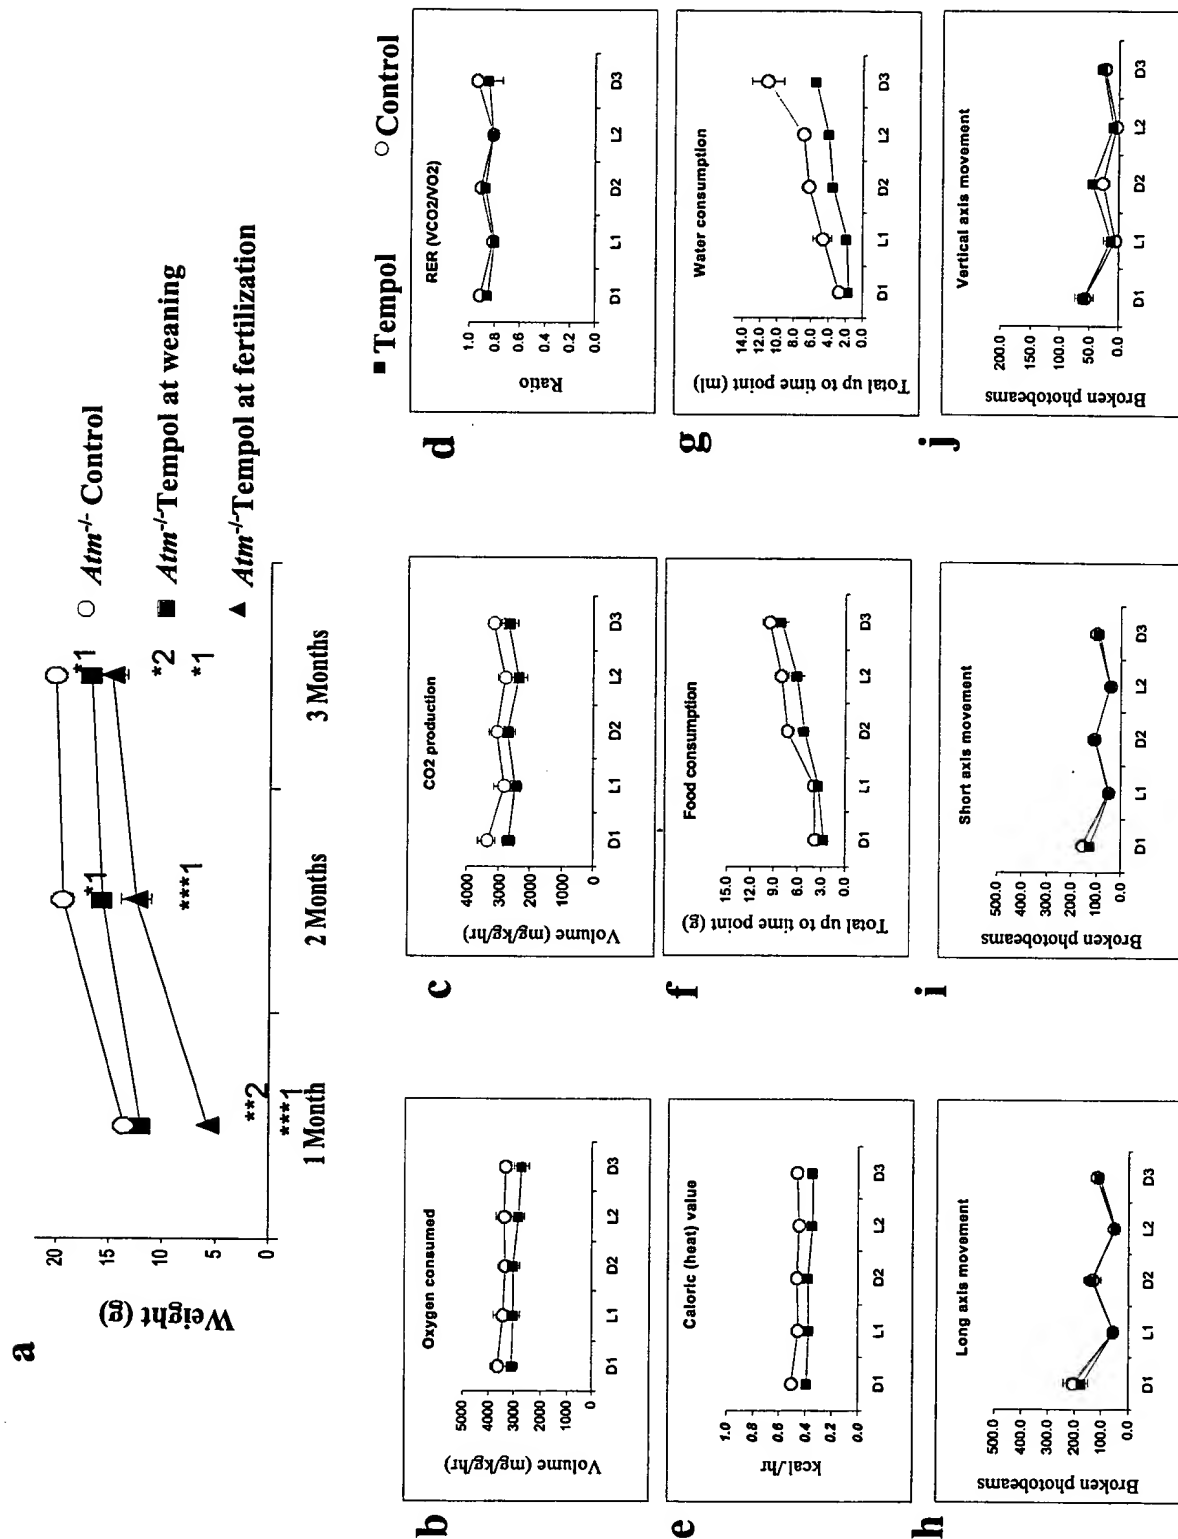 a
Weight (g)
20
15
10
5
0
*1
*1
*2
***1
*1
**2
***1
1 Month
2 Months
3 Months
Atm-/- Control
Atm-/-Tempol at weaning
Atm-/-Tempol at fertilization
Tempol
Control
b
Oxygen consumed
Volume (mg/kg/hr)
5000
4000
3000
2000
1000
0
D1 L1 D2 L2 D3
c
CO2 production
Volume (mg/kg/hr)
4000
3000
2000
1000
0
D1 L1 D2 L2 D3
d
RER (VCO2/VO2)
Ratio
1.0
0.8
0.6
0.4
0.2
0.0
D1 L1 D2 L2 D3
e
Caloric (heat) value
kcal/hr
1.0
0.8
0.6
0.4
0.2
0
D1 L1 D2 L2 D3
f
Food consumption
Total up to time point (g)
15.0
12.0
9.0
6.0
3.0
0.0
D1 L1 D2 L2 D3
g
Water consumption
Total up to time point (ml)
14.0
12.0
10.0
8.0
6.0
4.0
2.0
0.0
D1 L1 D2 L2 D3
h
Long axis movement
Broken photobeams
500.0
400.0
300.0
200.0
100.0
0.0
D1 L1 D2 L2 D3
i
Short axis movement
Broken photobeams
500.0
400.0
300.0
200.0
100.0
0.0
D1 L1 D2 L2 D3
j
Vertical axis movement
Broken photobeams
200.0
150.0
100.0
50.0
0.0
D1 L1 D2 L2 D3